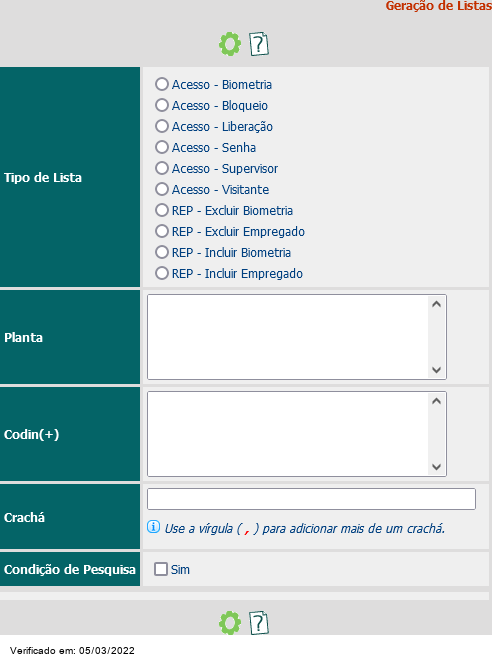 Geração de Listas
Tipo de Lista
Acesso - Biometria
Acesso - Bloqueio
Acesso - Liberação
Acesso - Senha
Acesso - Supervisor
Acesso - Visitante
REP - Excluir Biometria
REP - Excluir Empregado
REP - Incluir Biometria
REP - Incluir Empregado
Planta
Codin(+)
Crachá
Use a vírgula ( , ) para adicionar mais de um crachá.
Condição de Pesquisa
Sim
Verificado em: 05/03/2022